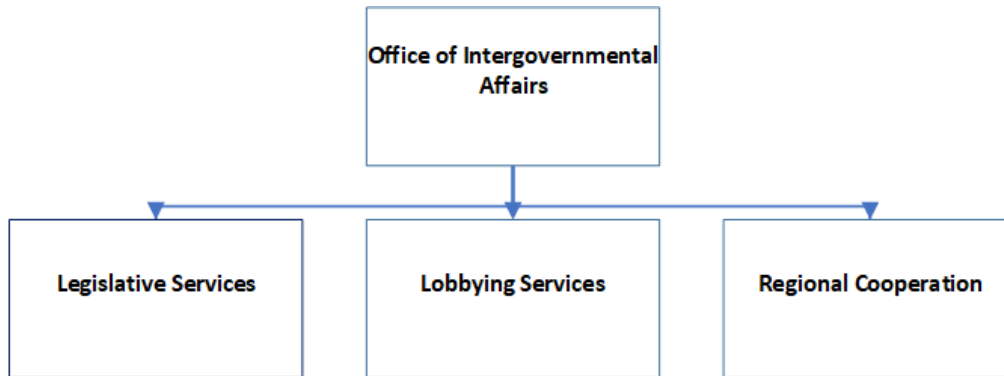 Office of Intergovernmental
Affairs
Legislative Services
Lobbying Services
Regional Cooperation